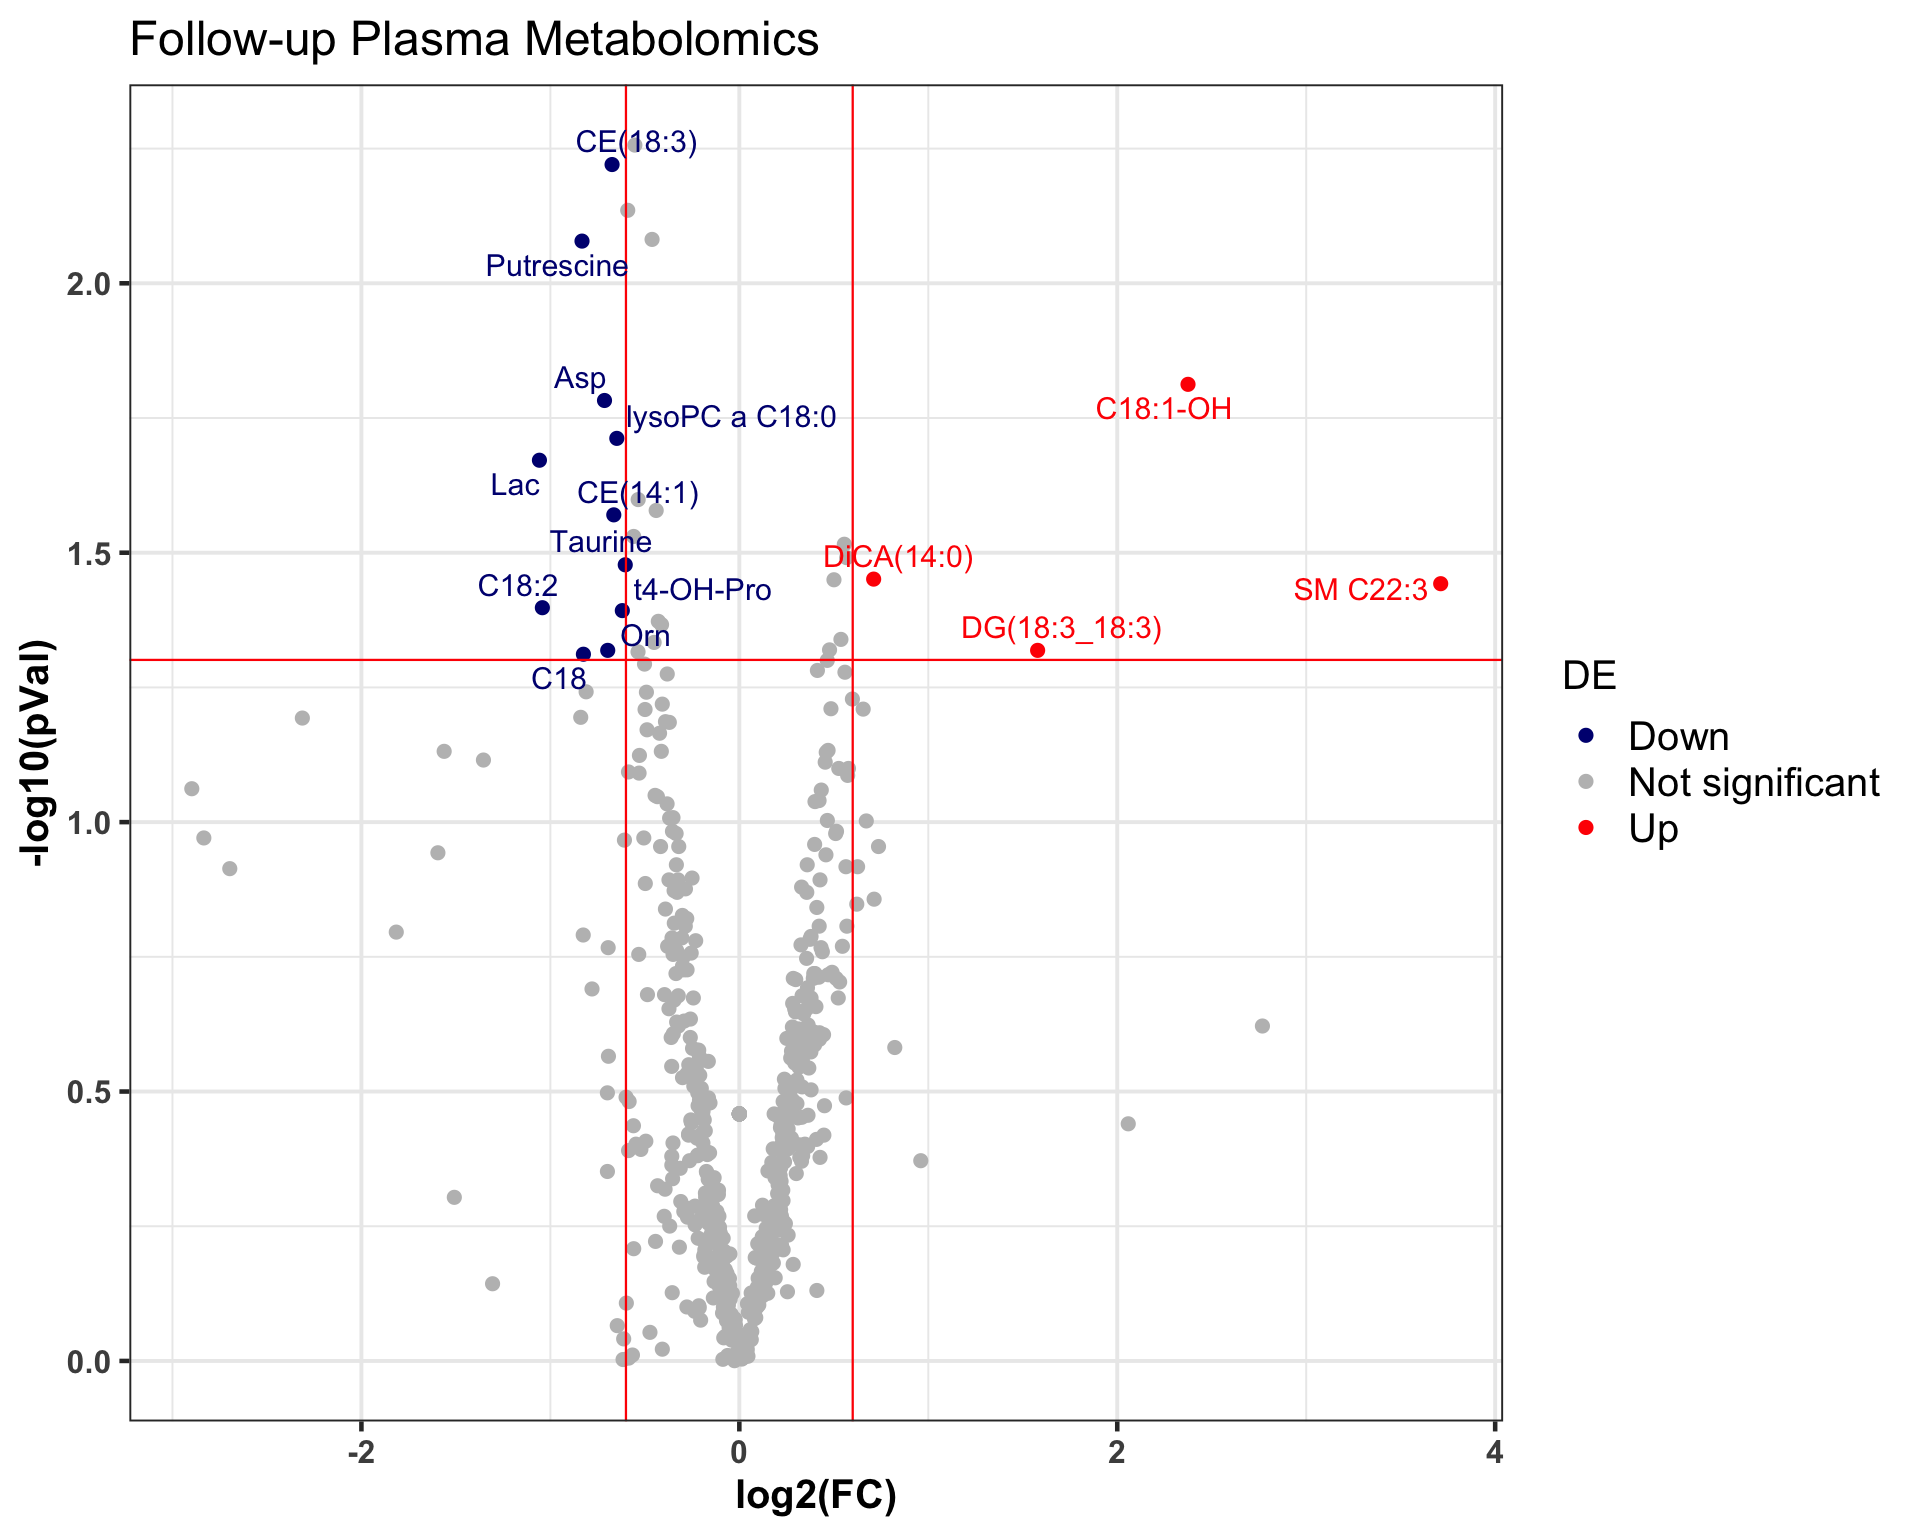 Follow-up Plasma Metabolomics
CE(18:3)
Putrescine
2.0
Asp
lysoPC a C18:0
C18:1-OH
Lac
CE(14:1)
Taurine
1.5
DiCA(14:0)
C18:2
t4-OH-Pro
SM C22:3
Orn
DG(18:3_18:3)
C18
-log10(pVal)
DE
Down
Not significant
Up
1.0
0.5
0.0
-2
0
2
4
log2(FC)